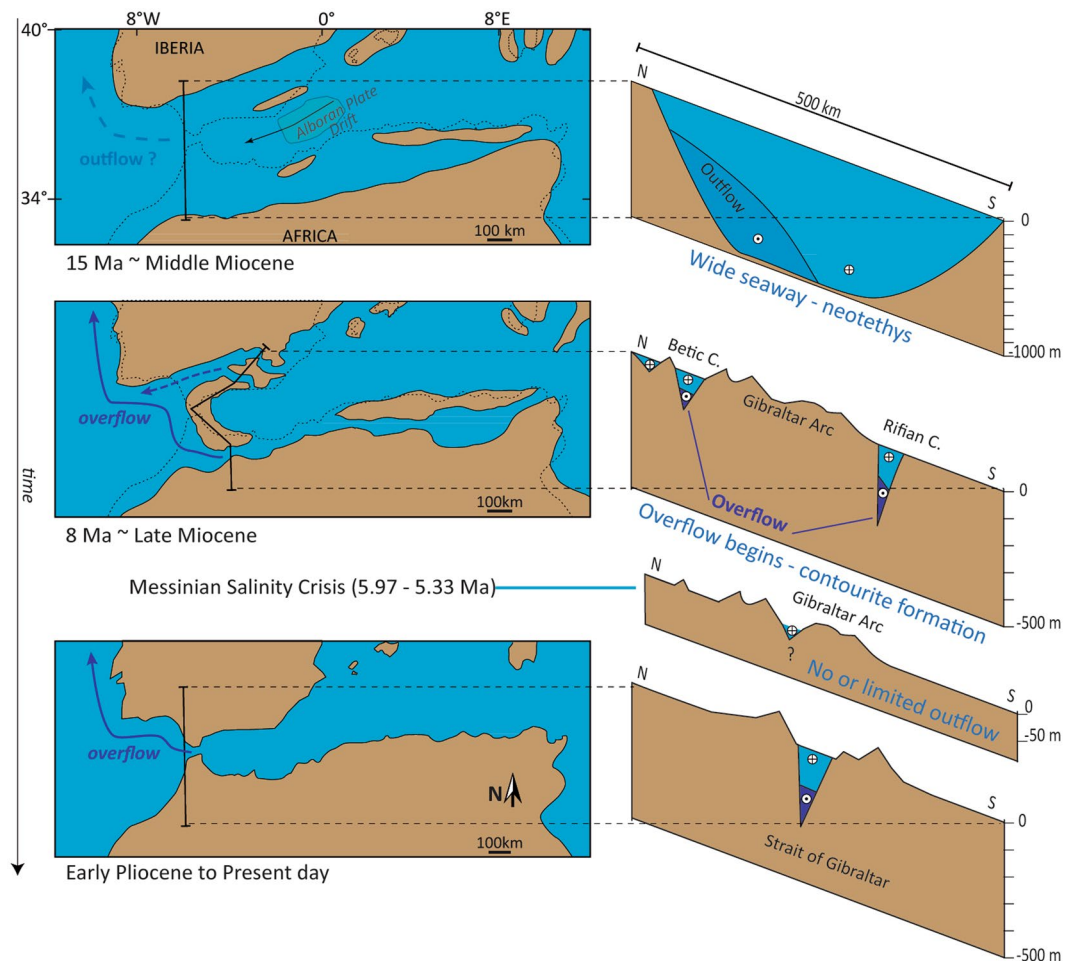 8°W 0° 8°E
40°
IBERIA
Alboran Plate
Drift
outflow ?
34°
AFRICA
100 km
15 Ma ~ Middle Miocene
N
500 km
S
Outflow
0
-1000 m
Wide seaway - neotethys
time
overflow
100km
8 Ma ~ Late Miocene
N
Betic C.
Gibraltar Arc
Rifian C.
S
Overflow
0
-500 m
Overflow begins - contourite formation
Messinian Salinity Crisis (5.97 - 5.33 Ma)
N
Gibraltar Arc
?
S
0
-50 m
No or limited outflow
overflow
N
100km
Early Pliocene to Present day
N
S
0
Strait of Gibraltar
-500 m